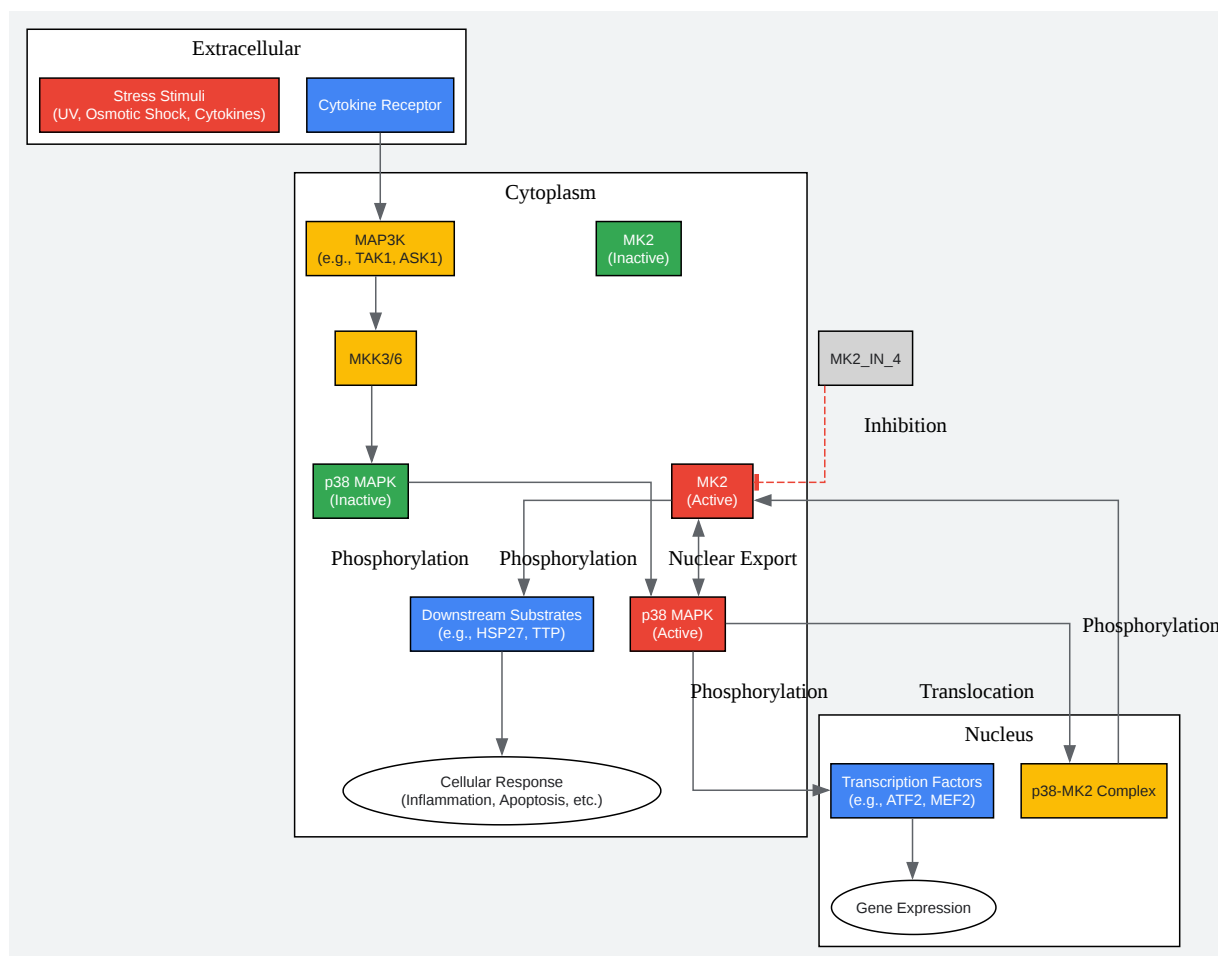 Extracellular
Stress Stimuli
(UV, Osmotic Shock, Cytokines)
Cytokine Receptor
Cytoplasm
MAP3K
(e.g., TAK1, ASK1)
MK2
(Inactive)
MKK3/6
MK2_IN_4
Inhibition
p38 MAPK
(Inactive)
MK2
(Active)
Phosphorylation
Phosphorylation
Nuclear Export
Downstream Substrates
(e.g., HSP27, TTP)
p38 MAPK
(Active)
Phosphorylation
Phosphorylation
Translocation
Nucleus
Cellular Response
(Inflammation, Apoptosis, etc.)
Transcription Factors
(e.g., ATF2, MEF2)
p38-MK2 Complex
Gene Expression